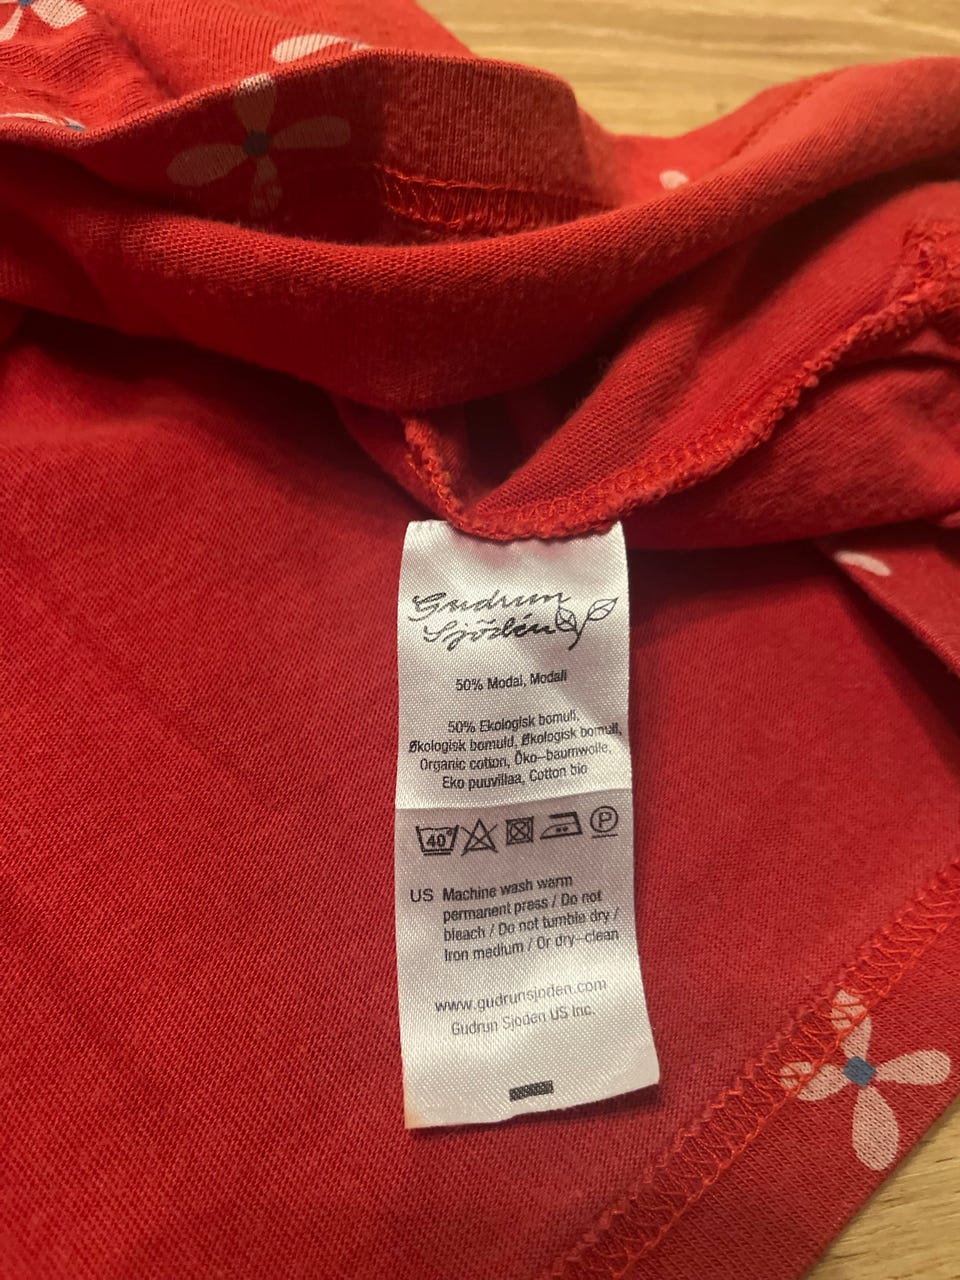 Gudrun
Sjödén
50% Modal, Modali
50% Ekologisk bomull,
Økologisk bomuld, Økologisk bomull,
Organic cotton, Öko-baumwolle,
Eko puuvillaa, Cotton bio
40° P
US Machine wash warm
permanent press / Do not
bleach / Do not tumble dry /
Iron medium / Or dry-clean
www.gudrunsjoden.com
Gudrun Sjoden US Inc.